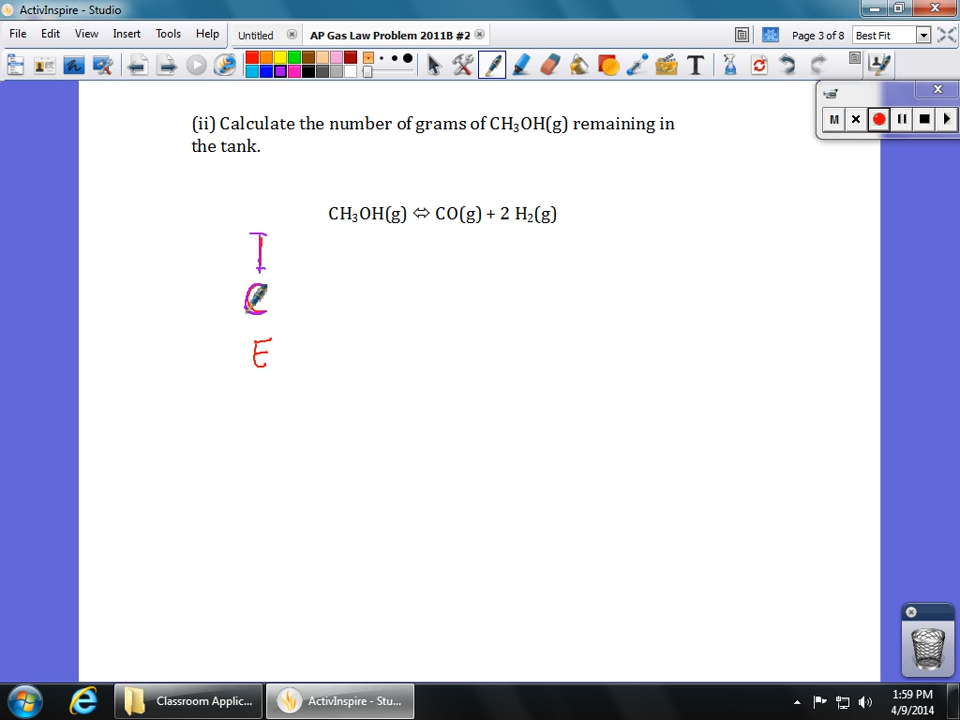 ActivInspire - Studio
File Edit View Insert Tools Help Untitled AP Gas Law Problem 2011B #2 Page 3 of 8 Best Fit
M
(ii) Calculate the number of grams of CH₃OH(g) remaining in
the tank.
CH₃OH(g) ⇔ CO(g) + 2 H₂(g)
I
C
E
Classroom Applic... ActivInspire - Stu... 1:59 PM
4/9/2014